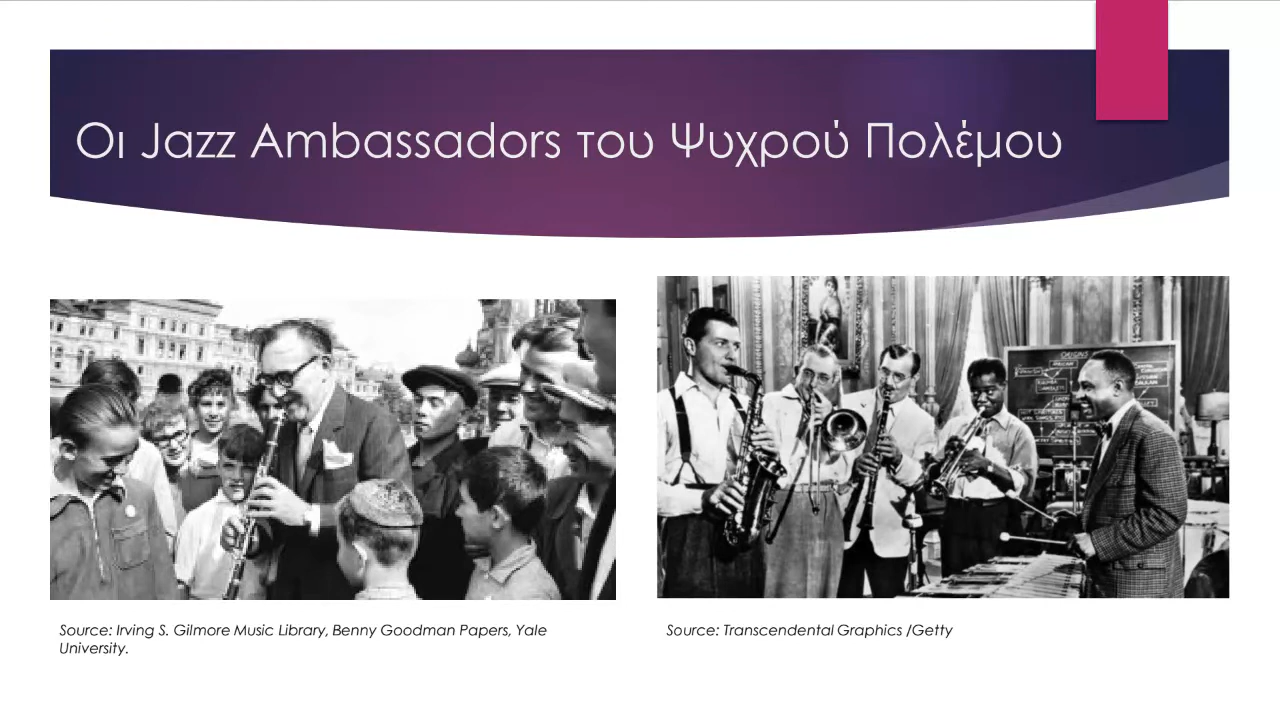 Οι Jazz Ambassadors του Ψυχρού Πολέμου
ORIGINS
Source: Irving S. Gilmore Music Library, Benny Goodman Papers, Yale
University.
Source: Transcendental Graphics /Getty